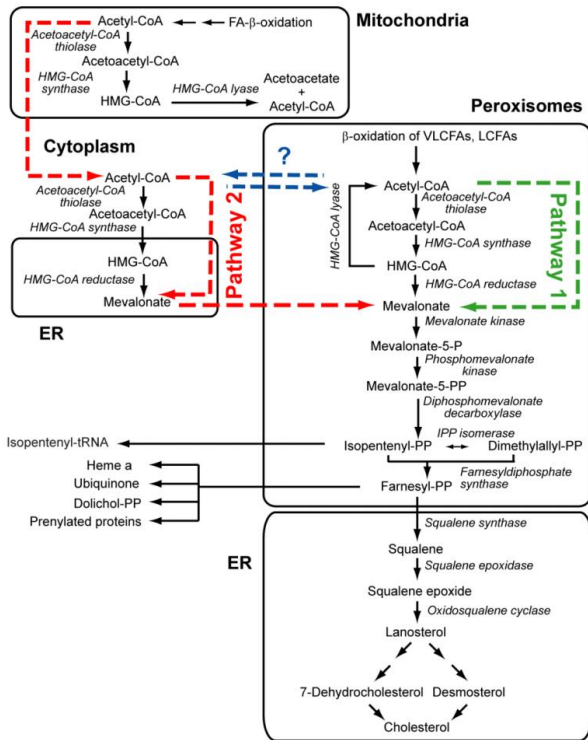 Mitochondria
Acetyl-CoA
FA-β-oxidation
Acetoacetyl-CoA
thiolase
Acetoacetyl-CoA
HMG-CoA
synthase
HMG-CoA
HMG-CoA lyase
Acetoacetate
+
Acetyl-CoA
Cytoplasm
Acetyl-CoA
Acetoacetyl-CoA
thiolase
Acetoacetyl-CoA
HMG-CoA synthase
HMG-CoA
HMG-CoA reductase
Mevalonate
ER
Pathway 2
?
Peroxisomes
β-oxidation of VLCFAs, LCFAs
Acetyl-CoA
Acetoacetyl-CoA
thiolase
Acetoacetyl-CoA
HMG-CoA synthase
HMG-CoA lyase
HMG-CoA
HMG-CoA reductase
Pathway 1
Mevalonate
Mevalonate kinase
Mevalonate-5-P
Phosphomevalonate
kinase
Mevalonate-5-PP
Diphosphomevalonate
decarboxylase
IPP isomerase
Isopentenyl-tRNA
Isopentenyl-PP
Dimethylallyl-PP
Farnesyldiphosphate
synthase
Farnesyl-PP
Heme a
Ubiquinone
Dolichol-PP
Prenylated proteins
ER
Squalene synthase
Squalene
Squalene epoxidase
Squalene epoxide
Oxidosqualene cyclase
Lanosterol
7-Dehydrocholesterol
Desmosterol
Cholesterol